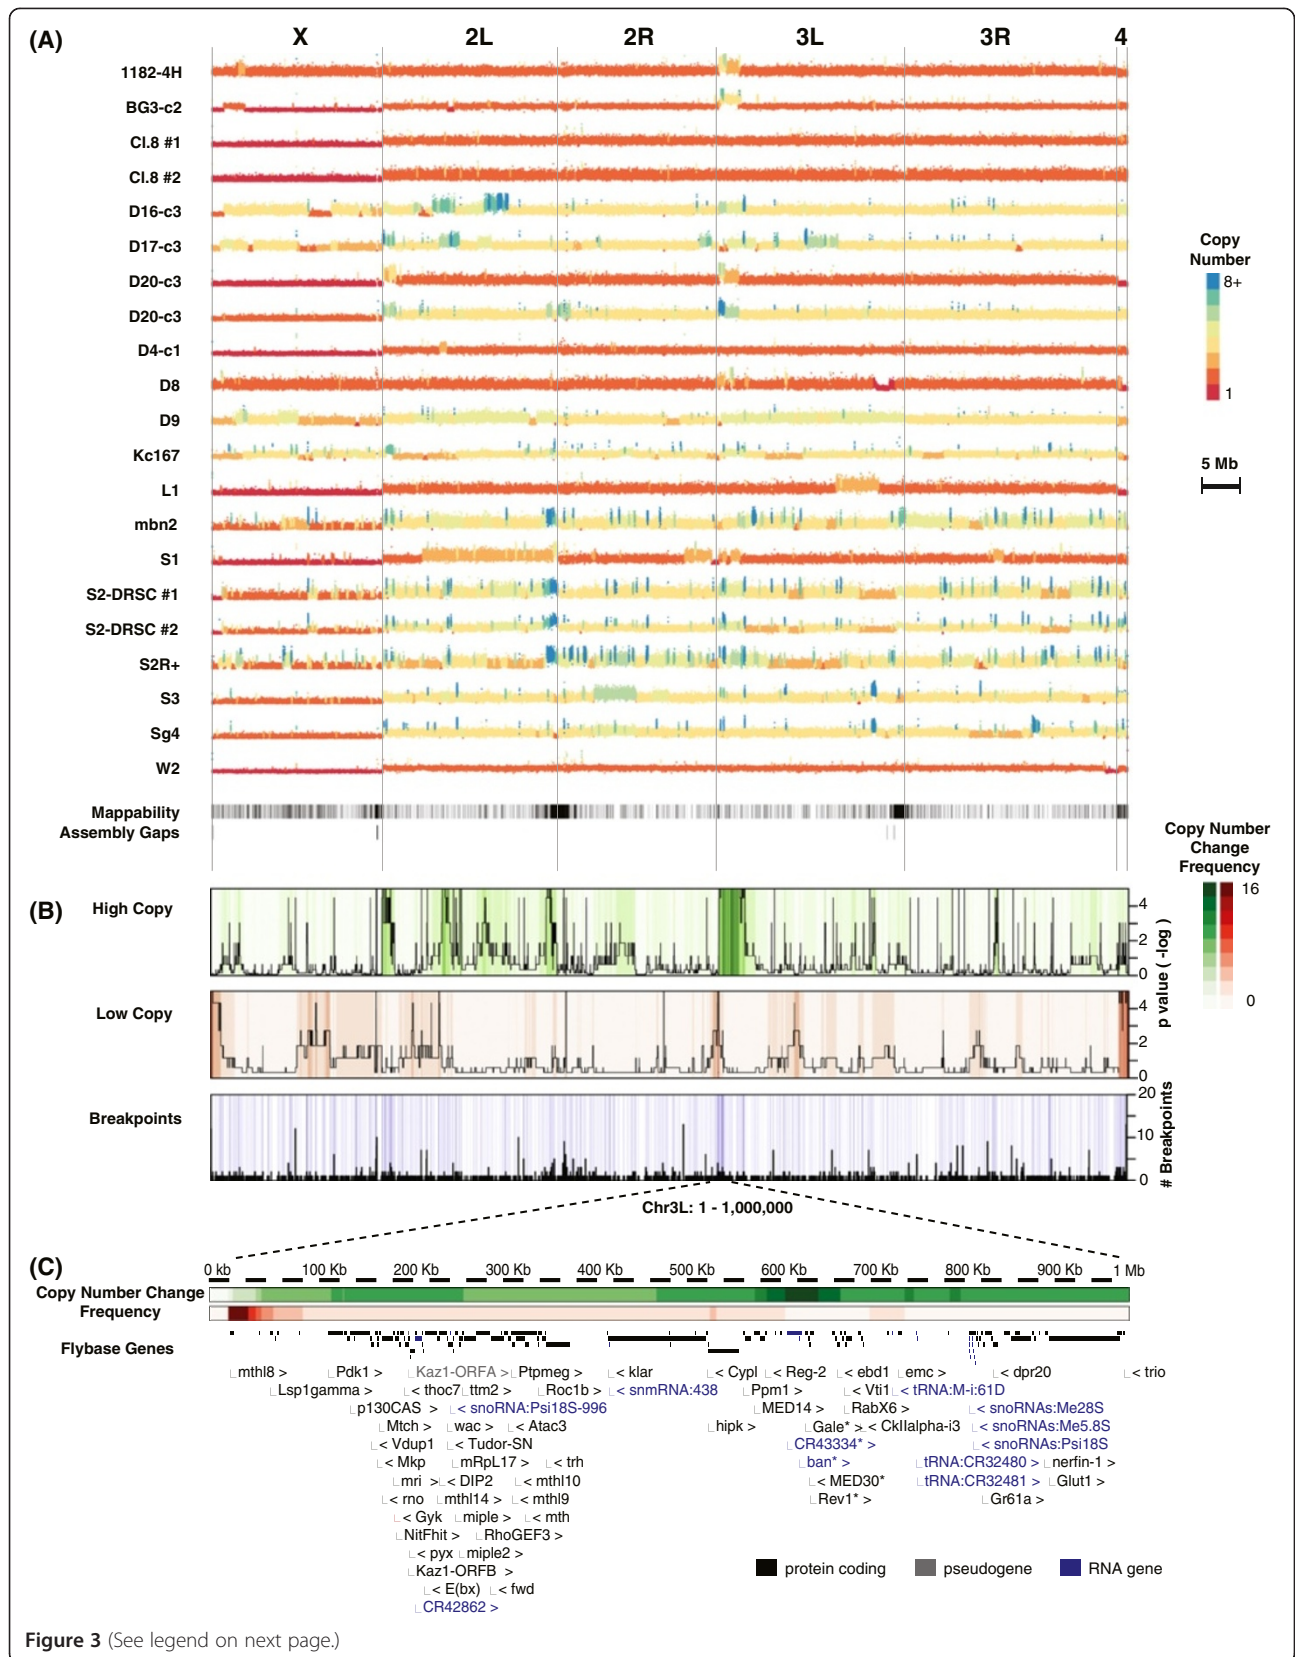 (A)
X 2L 2R 3L 3R 4
1182-4H
BG3-c2
Cl.8 #1
Cl.8 #2
D16-c3
D17-c3
D20-c3
D20-c3
D4-c1
D8
D9
Kc167
L1
mbn2
S1
S2-DRSC #1
S2-DRSC #2
S2R+
S3
Sg4
W2
Mappability
Assembly Gaps
Copy
Number
8+
1
5 Mb
Copy Number
Change
Frequency
16
0
(B)
High Copy
4
2
0
Low Copy
4
2
0
p value ( -log )
Breakpoints
20
10
0
# Breakpoints
Chr3L: 1 - 1,000,000
(C)
0 kb 100 Kb 200 Kb 300 Kb 400 Kb 500 Kb 600 Kb 700 Kb 800 Kb 900 Kb 1 Mb
Copy Number Change
Frequency
Flybase Genes
mthl8 > Pdk1 > Kaz1-ORFA > Ptpmeg > < klar < Cypl < Reg-2 < ebd1 emc > < dpr20 < trio
Lsp1gamma > < thoc7 ttm2 > Roc1b > < snmRNA:438 Ppm1 > < Vti1 < tRNA:M-i:61D
p130CAS > < snoRNA:Psi18S-996 MED14 > RabX6 > < snoRNAs:Me28S
Mtch > wac > < Atac3 hipk > Gale* > < CkIIalpha-i3 < snoRNAs:Me5.8S
< Vdup1 < Tudor-SN CR43334* > < snoRNAs:Psi18S
< Mkp mRpL17 > < trh ban* > tRNA:CR32480 > nerfin-1 >
mri > < DIP2 < mthl10 < MED30* tRNA:CR32481 > Glut1 >
< rno mthl14 > < mthl9 Rev1* > Gr61a >
< Gyk miple > < mth
NitFhit > RhoGEF3 >
< pyx miple2 >
Kaz1-ORFB >
< E(bx) < fwd
CR42862 >
protein coding pseudogene RNA gene
Figure 3 (See legend on next page.)